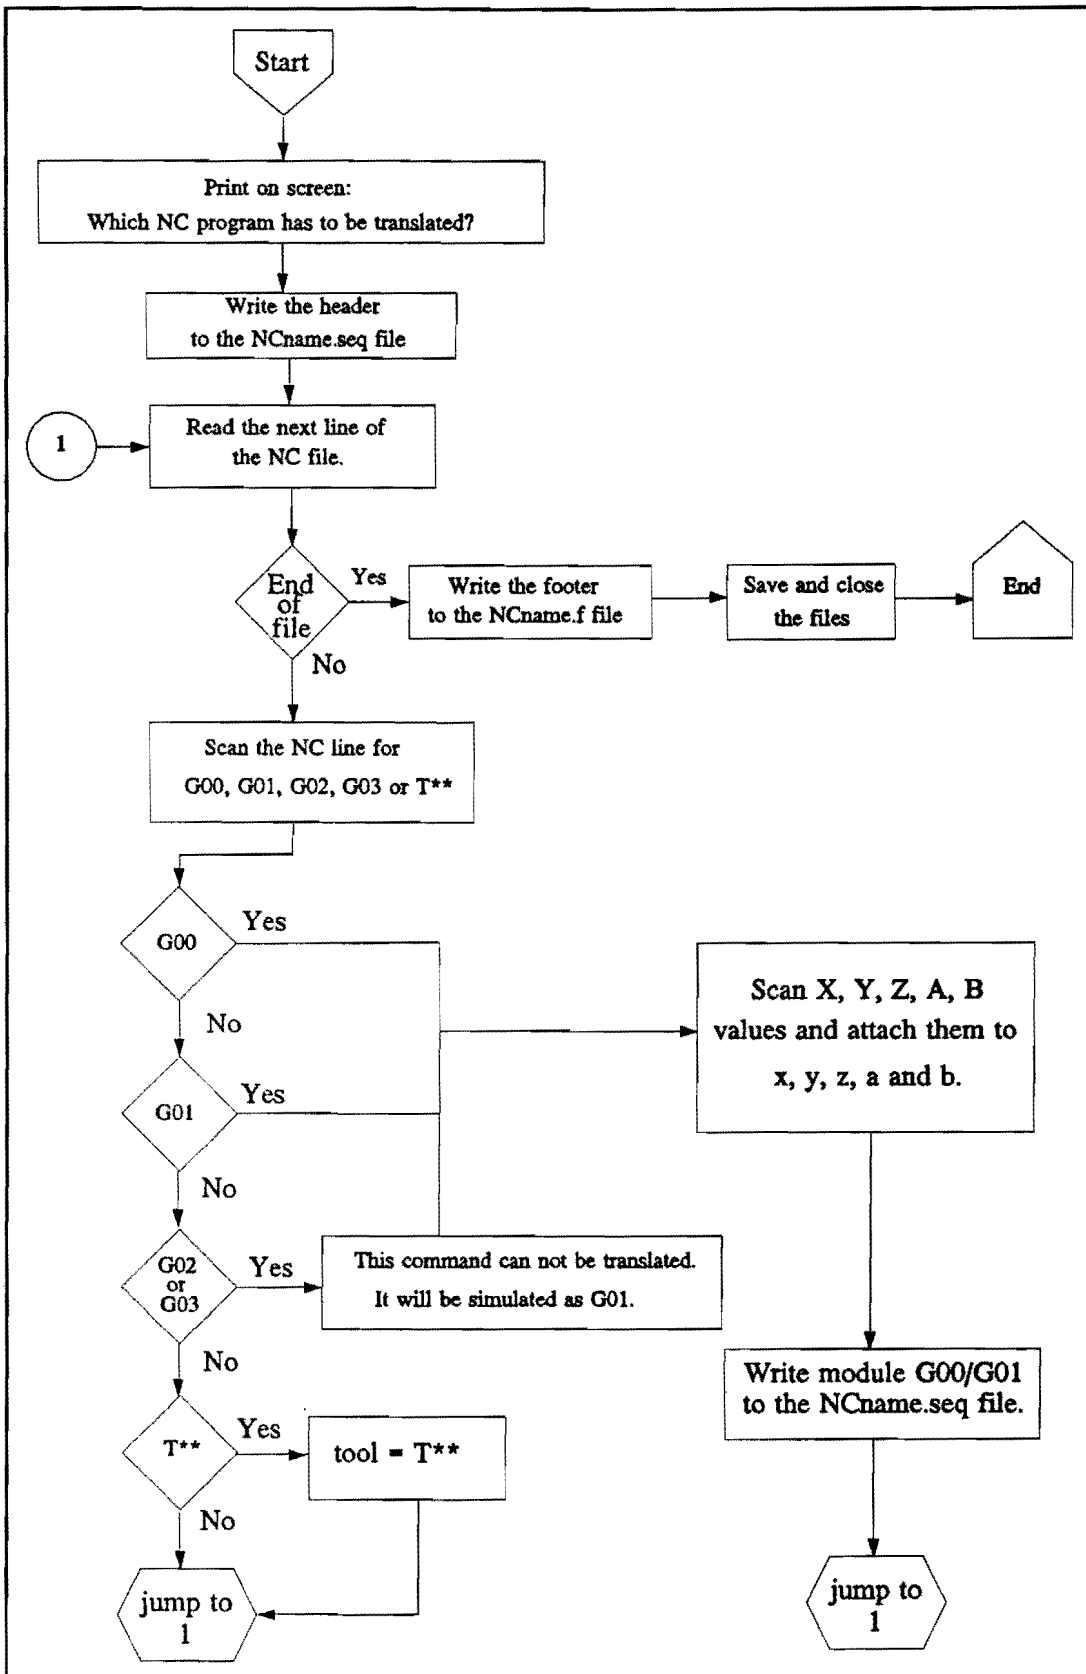 Start
Print on screen:
Which NC program has to be translated?
Write the header
to the NCname.seq file
1
Read the next line of
the NC file.
End
of
file
Yes
Write the footer
to the NCname.f file
Save and close
the files
End
No
Scan the NC line for
G00, G01, G02, G03 or T**
G00
Yes
No
G01
Yes
No
G02
or
G03
Yes
This command can not be translated.
It will be simulated as G01.
No
T**
Yes
tool = T**
No
jump to
1
Scan X, Y, Z, A, B
values and attach them to
x, y, z, a and b.
Write module G00/G01
to the NCname.seq file.
jump to
1